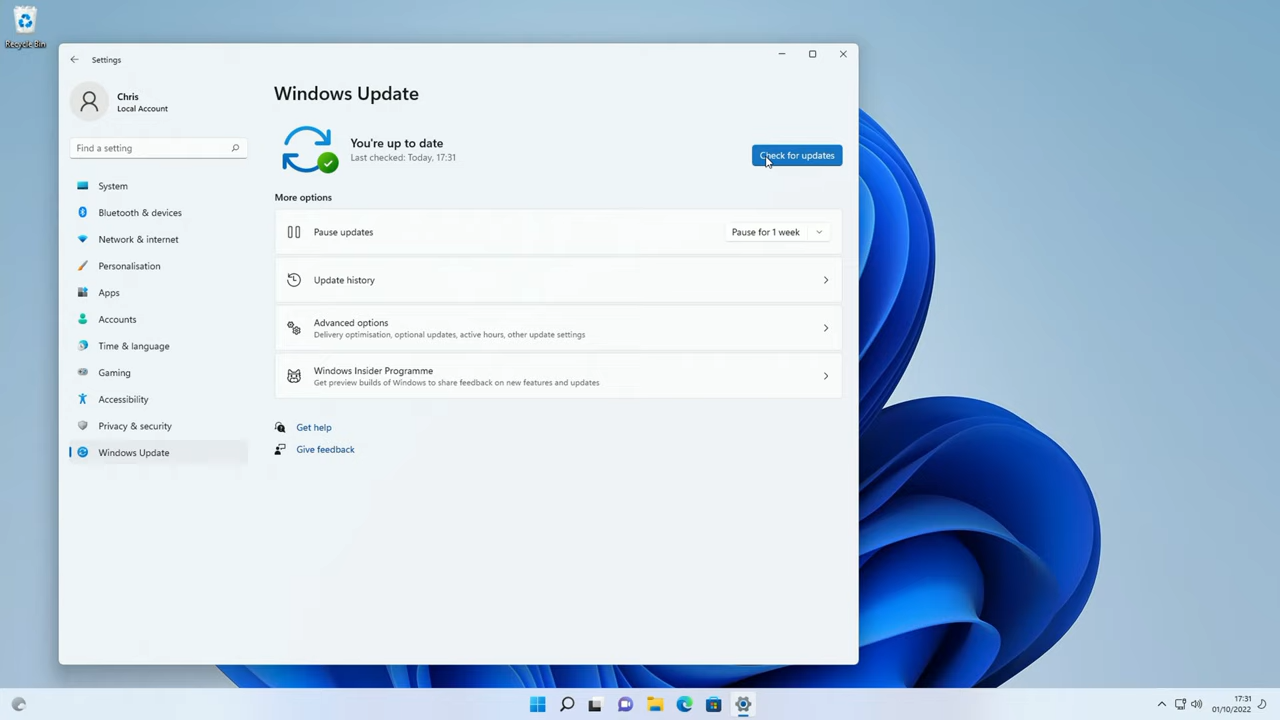 Recycle Bin
Settings
Chris
Local Account
Find a setting
System
Bluetooth & devices
Network & internet
Personalisation
Apps
Accounts
Time & language
Gaming
Accessibility
Privacy & security
Windows Update
Windows Update
You're up to date
Last checked: Today, 17:31
Check for updates
More options
Pause updates
Pause for 1 week
Update history
Advanced options
Delivery optimisation, optional updates, active hours, other update settings
Windows Insider Programme
Get preview builds of Windows to share feedback on new features and updates
Get help
Give feedback
17:31
01/10/2022